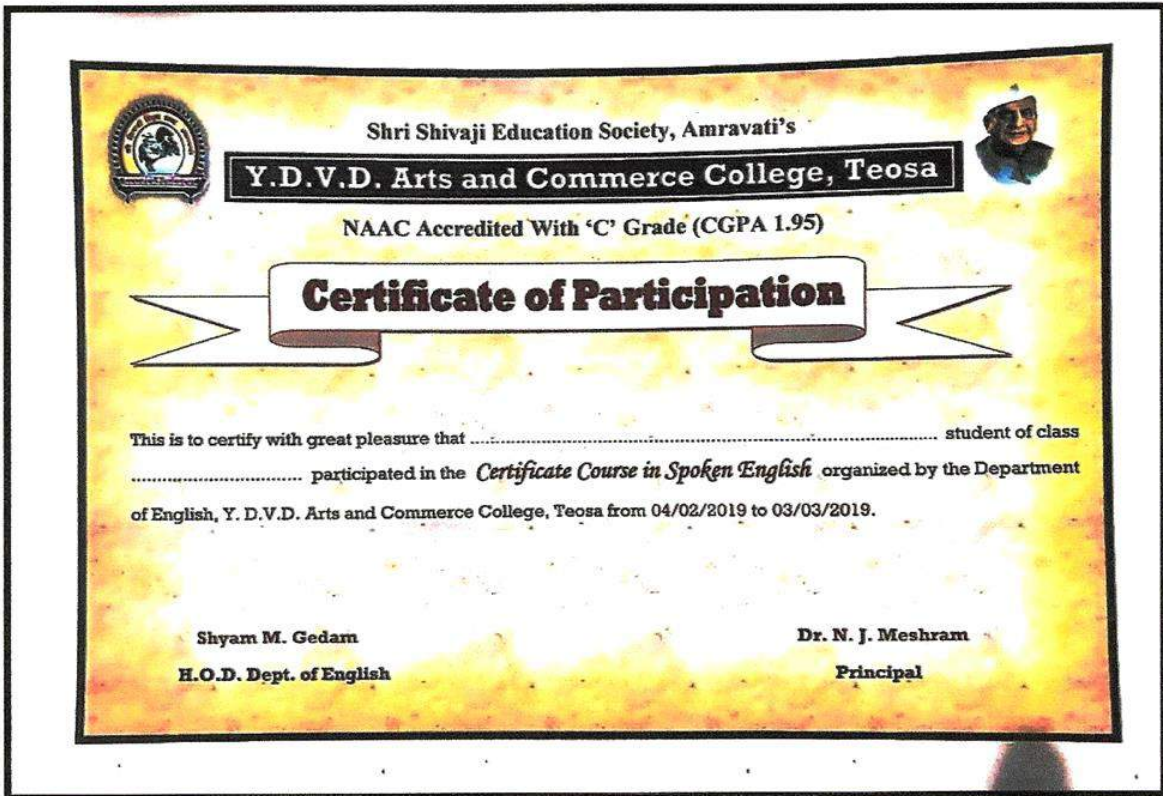 Shri Shivaji Education Society, Amravati's
Y.D.V.D. Arts and Commerce College, Teosa
NAAC Accredited With ‘C’ Grade (CGPA 1.95)
Certificate of Participation
This is to certify with great pleasure that ................................................ student of class
................................ participated in the Certificate Course in Spoken English organized by the Department
of English, Y. D.V.D. Arts and Commerce College, Teosa from 04/02/2019 to 03/03/2019.
Shyam M. Gedam
H.O.D. Dept. of English
Dr. N. J. Meshram
Principal